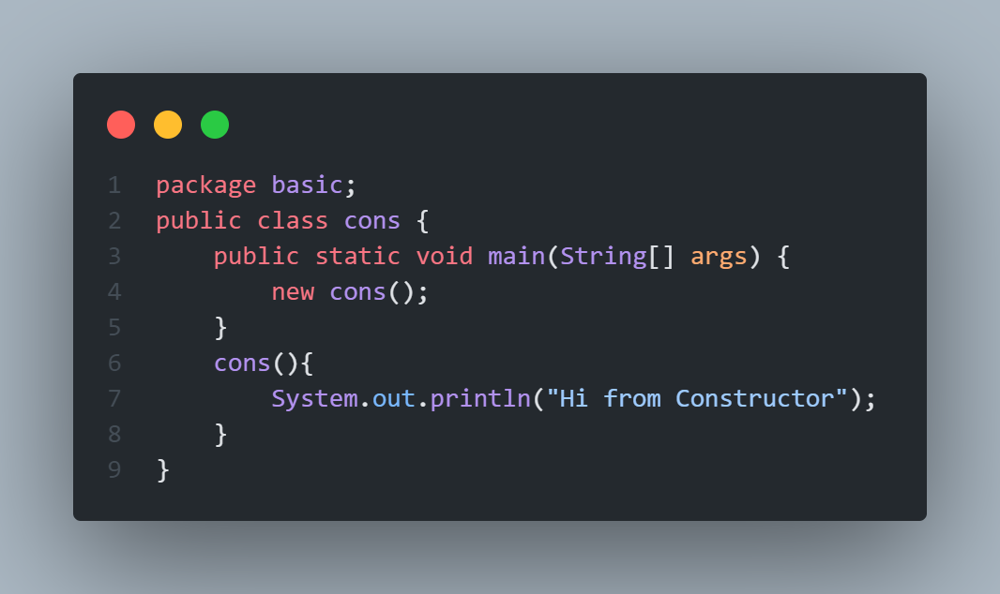 1 package basic;
2 public class cons {
3     public static void main(String[] args) {
4         new cons();
5     }
6     cons(){
7         System.out.println("Hi from Constructor");
8     }
9 }